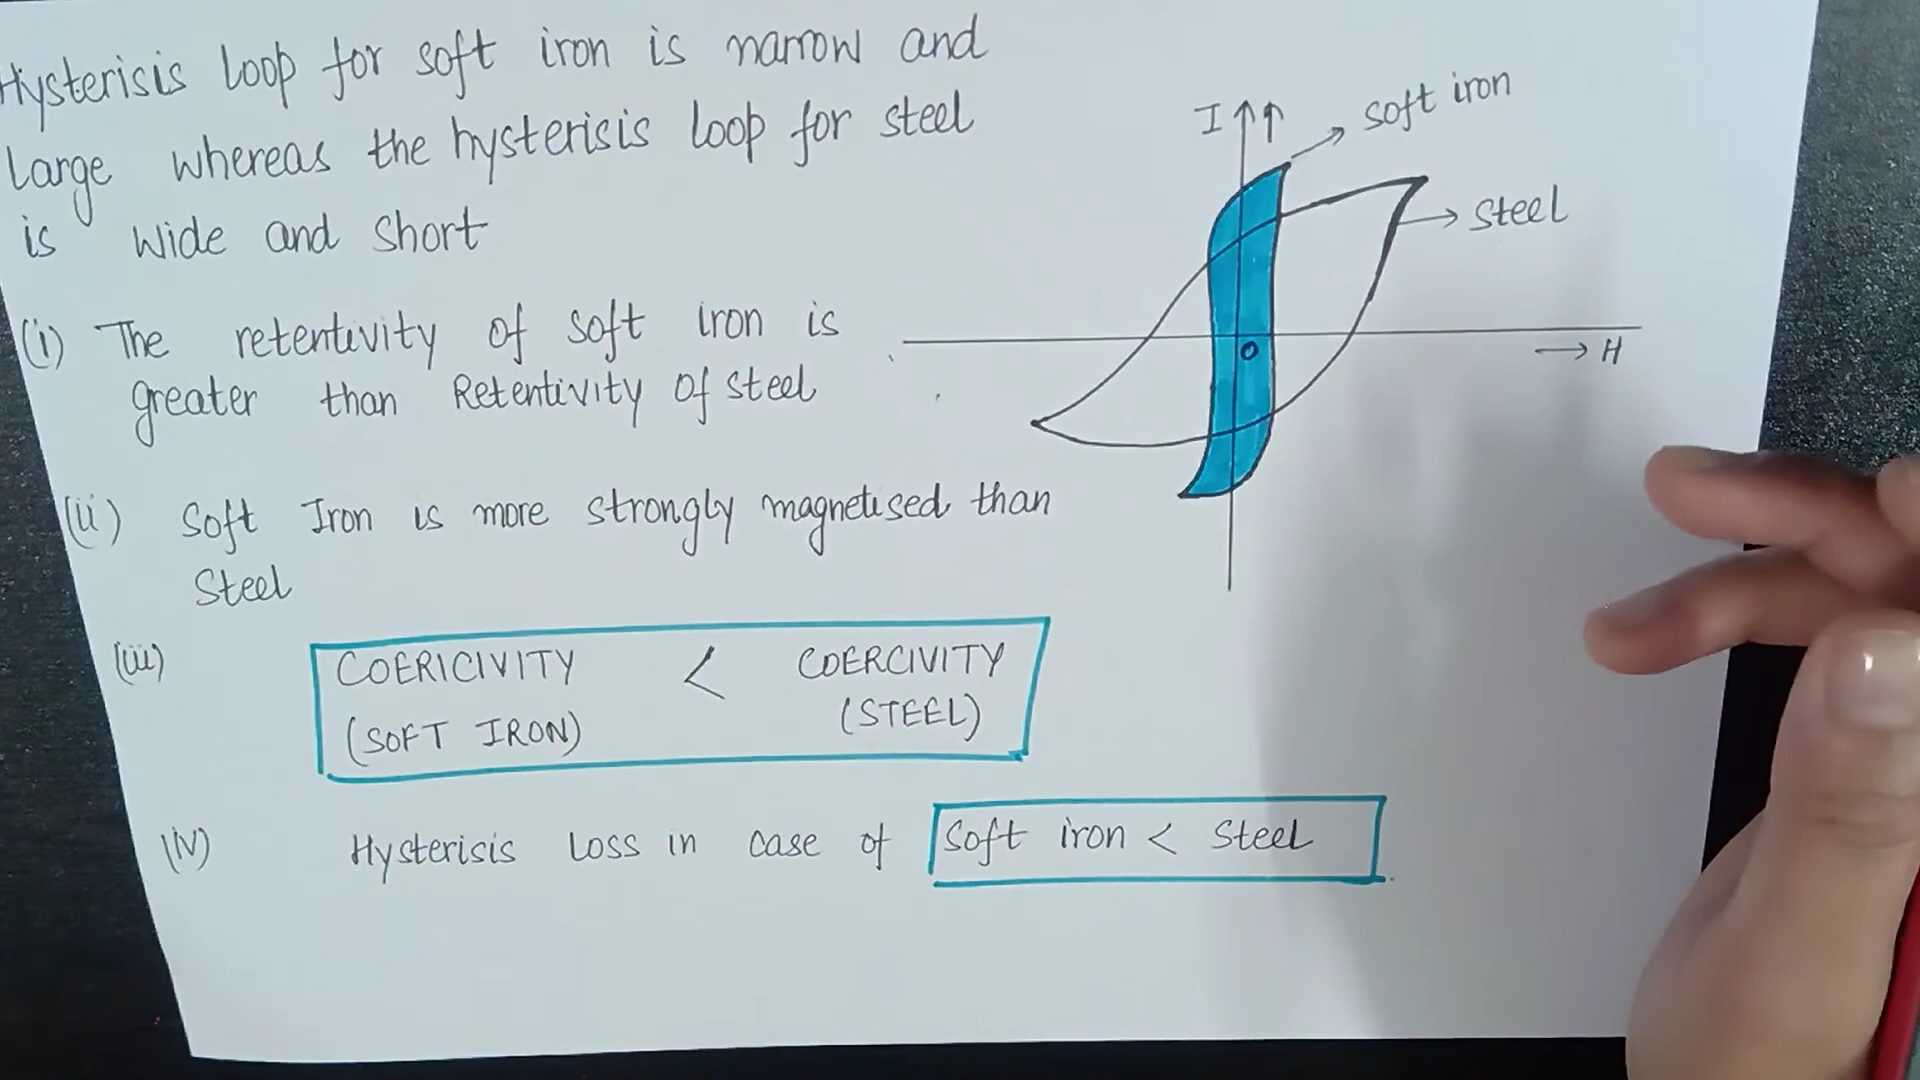 Hysterisis loop for soft iron is narrow and
large whereas the hysterisis loop for steel
is wide and short
(i) The retentivity of soft iron is
greater than Retentivity of steel
(ii) Soft Iron is more strongly magnetised than
Steel
(iii) COERICIVITY < COERCIVITY
(SOFT IRON) (STEEL)
(iv) Hysterisis Loss in case of Soft iron < Steel
I
soft iron
Steel
O
H